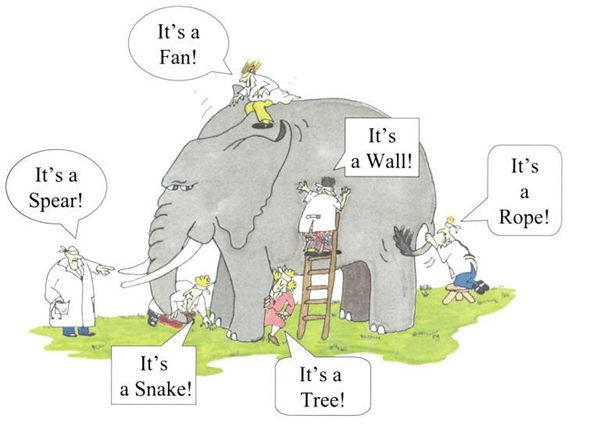 It's a
Fan!
It's
a Wall!
It's
a
Rope!
It's a
Spear!
It's
a Snake!
It's a
Tree!